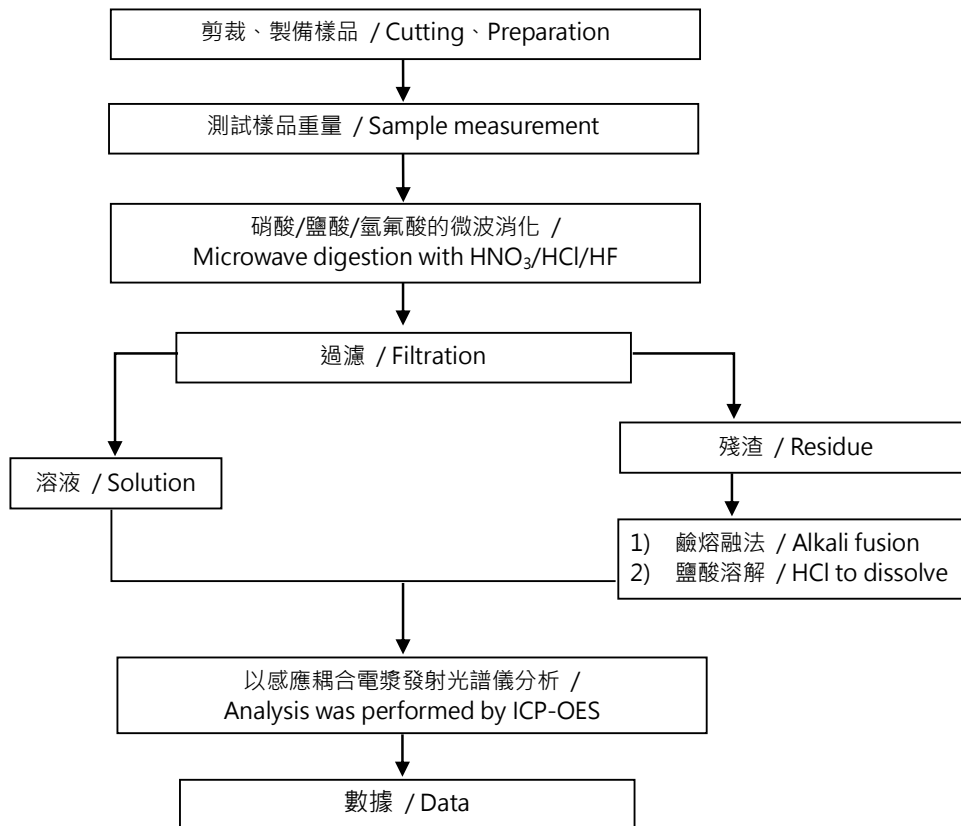 剪裁、製備樣品 / Cutting、Preparation
測試樣品重量 / Sample measurement
硝酸/鹽酸/氫氟酸的微波消化 /
Microwave digestion with HNO₃/HCl/HF
過濾 / Filtration
溶液 / Solution
殘渣 / Residue
1) 鹼熔融法 / Alkali fusion
2) 鹽酸溶解 / HCl to dissolve
以感應耦合電漿發射光譜儀分析 /
Analysis was performed by ICP-OES
數據 / Data